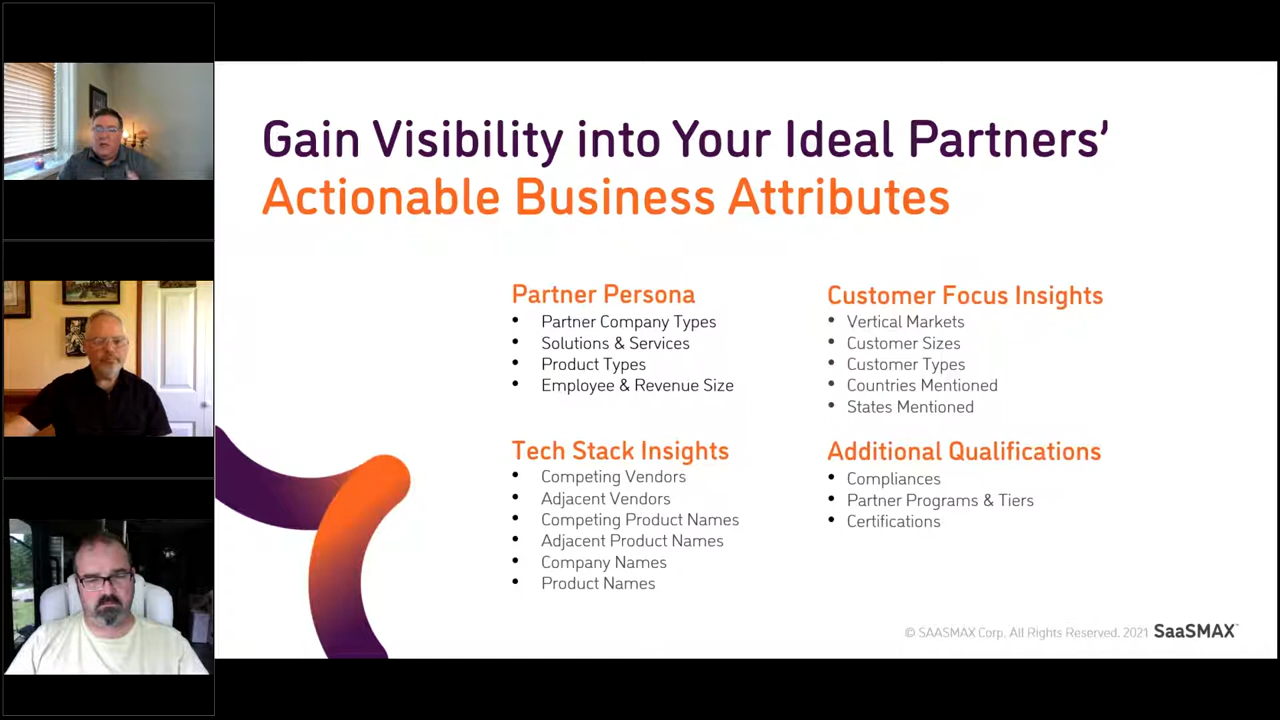 Gain Visibility into Your Ideal Partners’
Actionable Business Attributes
Partner Persona
• Partner Company Types
• Solutions & Services
• Product Types
• Employee & Revenue Size
Customer Focus Insights
• Vertical Markets
• Customer Sizes
• Customer Types
• Countries Mentioned
• States Mentioned
Tech Stack Insights
• Competing Vendors
• Adjacent Vendors
• Competing Product Names
• Adjacent Product Names
• Company Names
• Product Names
Additional Qualifications
• Compliances
• Partner Programs & Tiers
• Certifications
© SAASMAX Corp. All Rights Reserved. 2021 SaaSMAX™